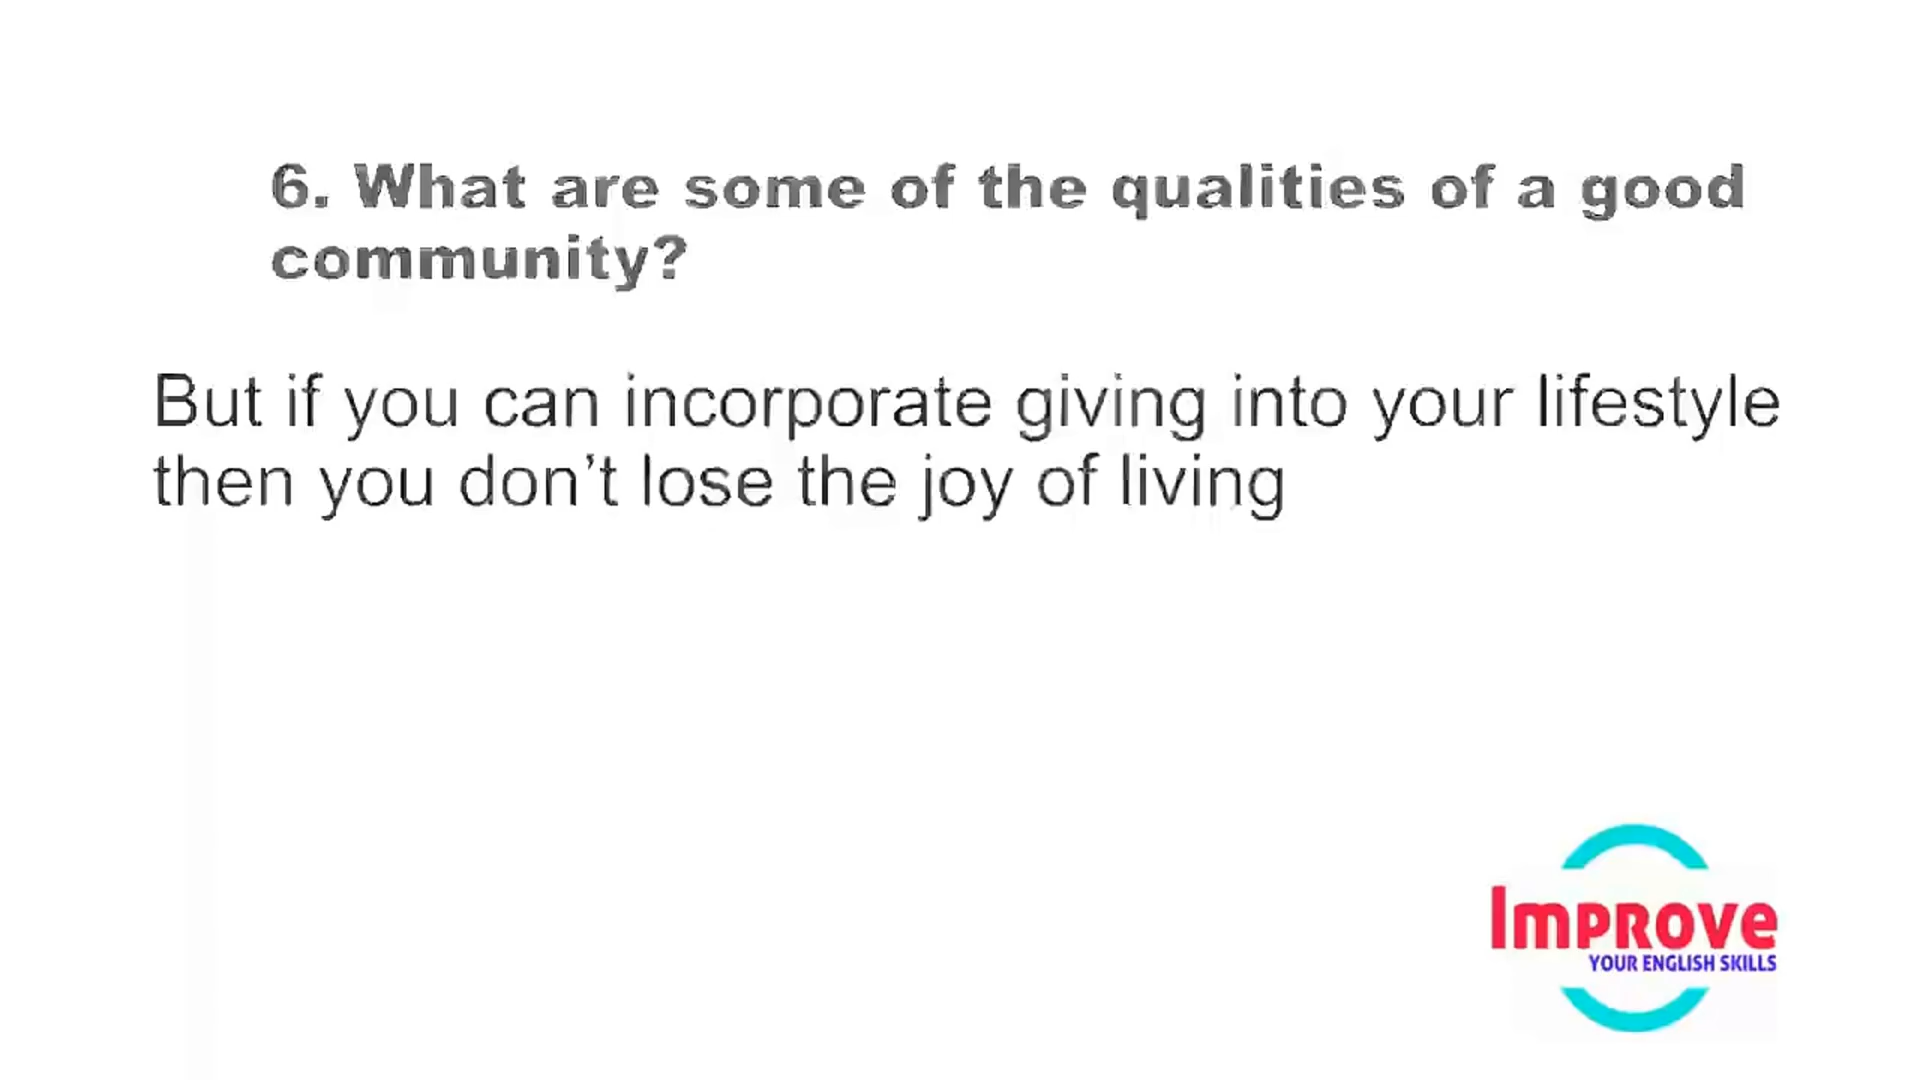 6. What are some of the qualities of a good
community?
But if you can incorporate giving into your lifestyle
then you don’t lose the joy of living
Improve
YOUR ENGLISH SKILLS